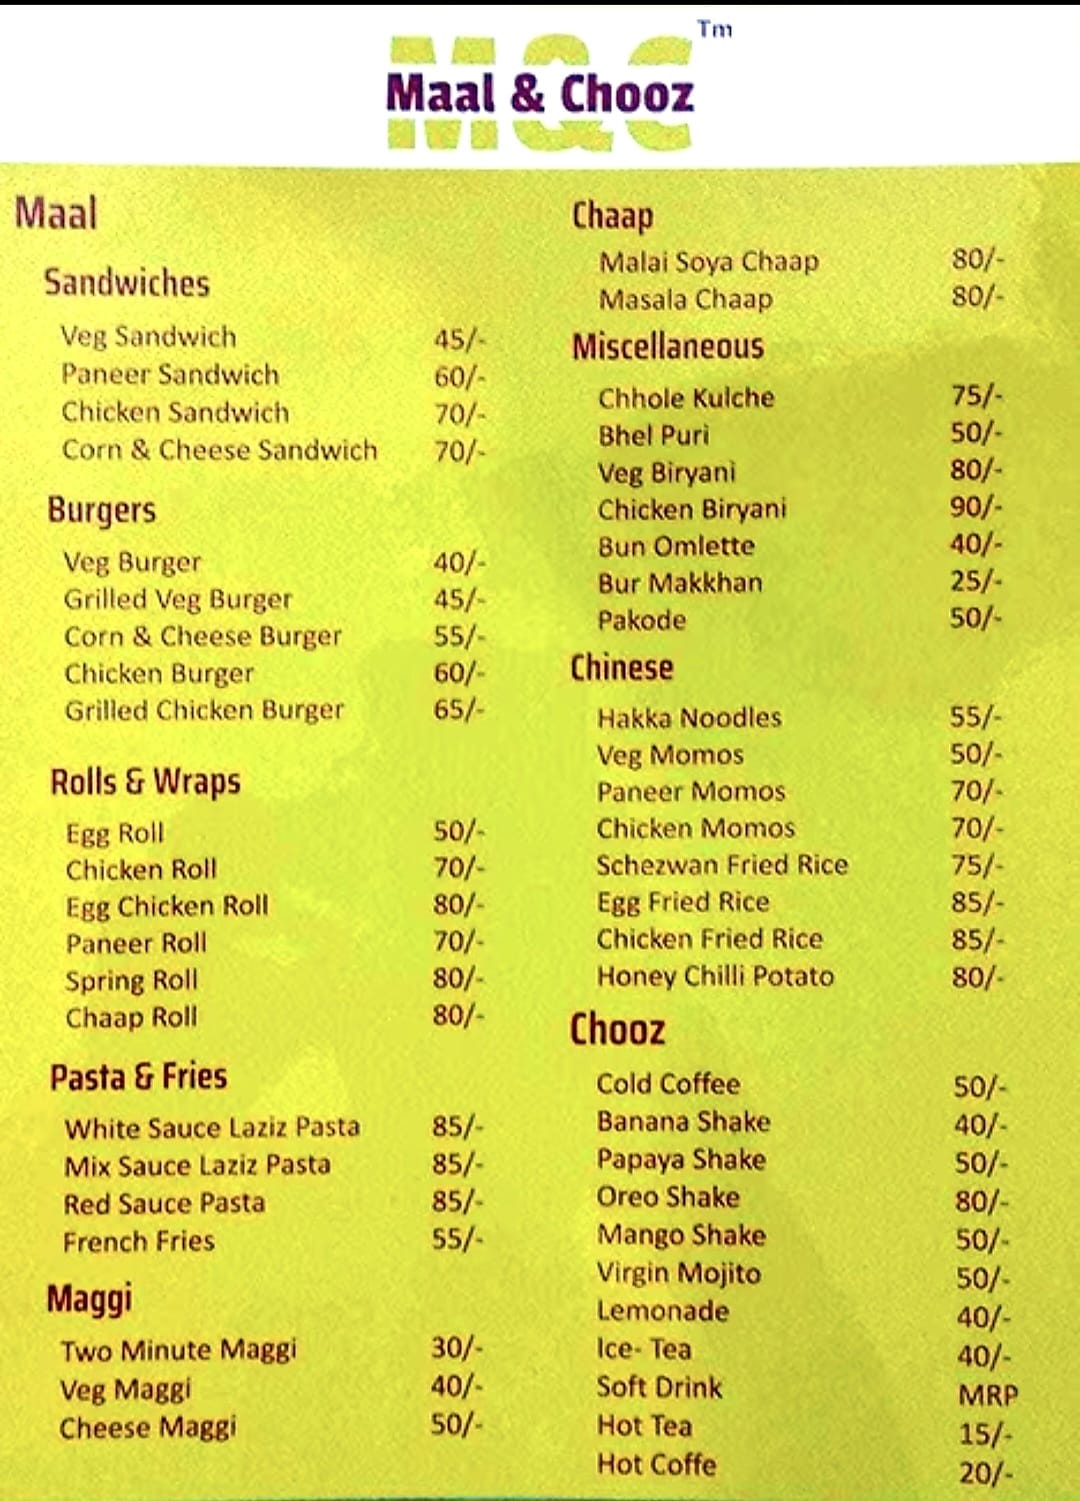 Tm
M&C
Maal & Chooz
Maal
Sandwiches
Veg Sandwich 45/-
Paneer Sandwich 60/-
Chicken Sandwich 70/-
Corn & Cheese Sandwich 70/-
Burgers
Veg Burger 40/-
Grilled Veg Burger 45/-
Corn & Cheese Burger 55/-
Chicken Burger 60/-
Grilled Chicken Burger 65/-
Rolls & Wraps
Egg Roll 50/-
Chicken Roll 70/-
Egg Chicken Roll 80/-
Paneer Roll 70/-
Spring Roll 80/-
Chaap Roll 80/-
Pasta & Fries
White Sauce Laziz Pasta 85/-
Mix Sauce Laziz Pasta 85/-
Red Sauce Pasta 85/-
French Fries 55/-
Maggi
Two Minute Maggi 30/-
Veg Maggi 40/-
Cheese Maggi 50/-
Chaap
Malai Soya Chaap 80/-
Masala Chaap 80/-
Miscellaneous
Chhole Kulche 75/-
Bhel Puri 50/-
Veg Biryani 80/-
Chicken Biryani 90/-
Bun Omlette 40/-
Bur Makkhan 25/-
Pakode 50/-
Chinese
Hakka Noodles 55/-
Veg Momos 50/-
Paneer Momos 70/-
Chicken Momos 70/-
Schezwan Fried Rice 75/-
Egg Fried Rice 85/-
Chicken Fried Rice 85/-
Honey Chilli Potato 80/-
Chooz
Cold Coffee 50/-
Banana Shake 40/-
Papaya Shake 50/-
Oreo Shake 80/-
Mango Shake 50/-
Virgin Mojito 50/-
Lemonade 40/-
Ice- Tea 40/-
Soft Drink MRP
Hot Tea 15/-
Hot Coffe 20/-